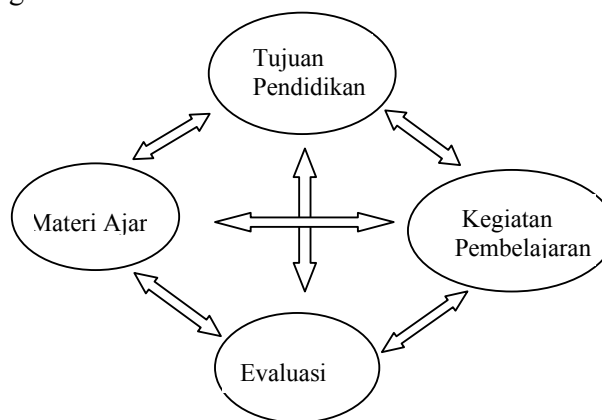 Tujuan
Pendidikan
Materi Ajar
Kegiatan
Pembelajaran
Evaluasi